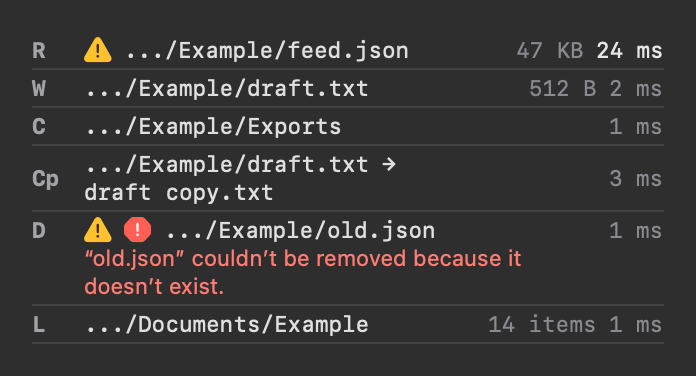 R ⚠️ .../Example/feed.json 47 KB 24 ms
W .../Example/draft.txt 512 B 2 ms
C .../Example/Exports 1 ms
Cp .../Example/draft.txt → 3 ms
draft copy.txt
D ⚠️ ! .../Example/old.json 1 ms
“old.json” couldn’t be removed because it
doesn’t exist.
L .../Documents/Example 14 items 1 ms